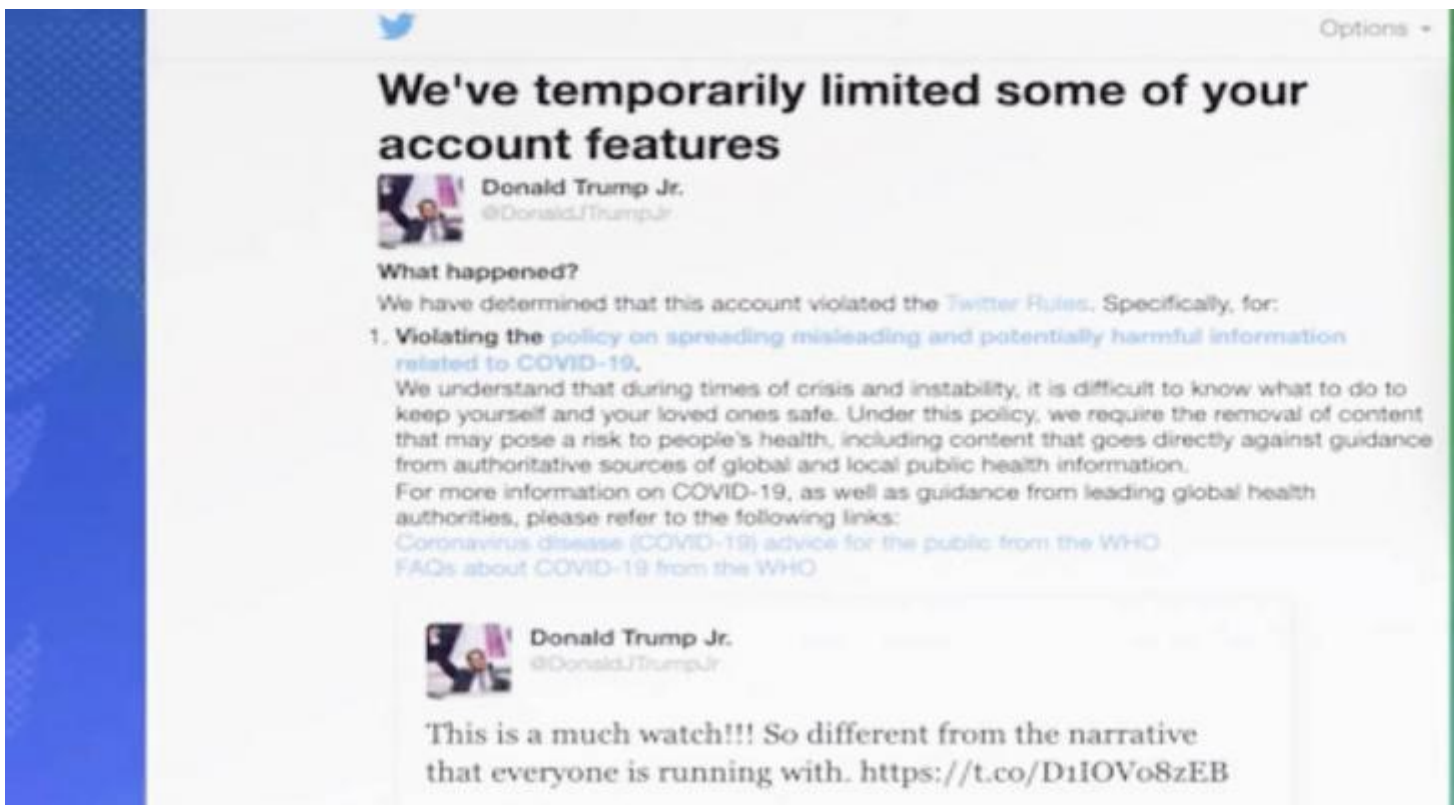 Options
We've temporarily limited some of your
account features
Donald Trump Jr.
@DonaldJTrumpJr
What happened?
We have determined that this account violated the Twitter Rules. Specifically, for:
1. Violating the policy on spreading misleading and potentially harmful information
related to COVID-19.
We understand that during times of crisis and instability, it is difficult to know what to do to
keep yourself and your loved ones safe. Under this policy, we require the removal of content
that may pose a risk to people's health, including content that goes directly against guidance
from authoritative sources of global and local public health information.
For more information on COVID-19, as well as guidance from leading global health
authorities, please refer to the following links:
Coronavirus disease (COVID-19) advice for the public from the WHO
FAQs about COVID-19 from the WHO
Donald Trump Jr.
@DonaldJTrumpJr
This is a much watch!!! So different from the narrative
that everyone is running with. https://t.co/D1IOVo8zEB